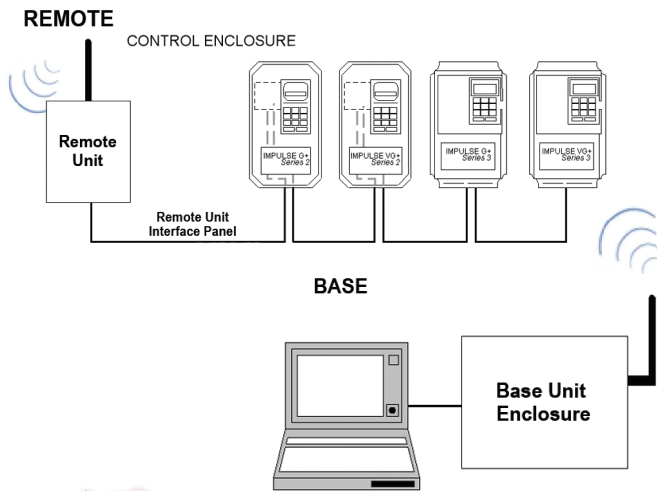 REMOTE
CONTROL ENCLOSURE
Remote
Unit
IMPULSE G+
Series 2
IMPULSE VG+
Series 2
IMPULSE G+
Series 3
IMPULSE VG+
Series 3
Remote Unit
Interface Panel
BASE
Base Unit
Enclosure